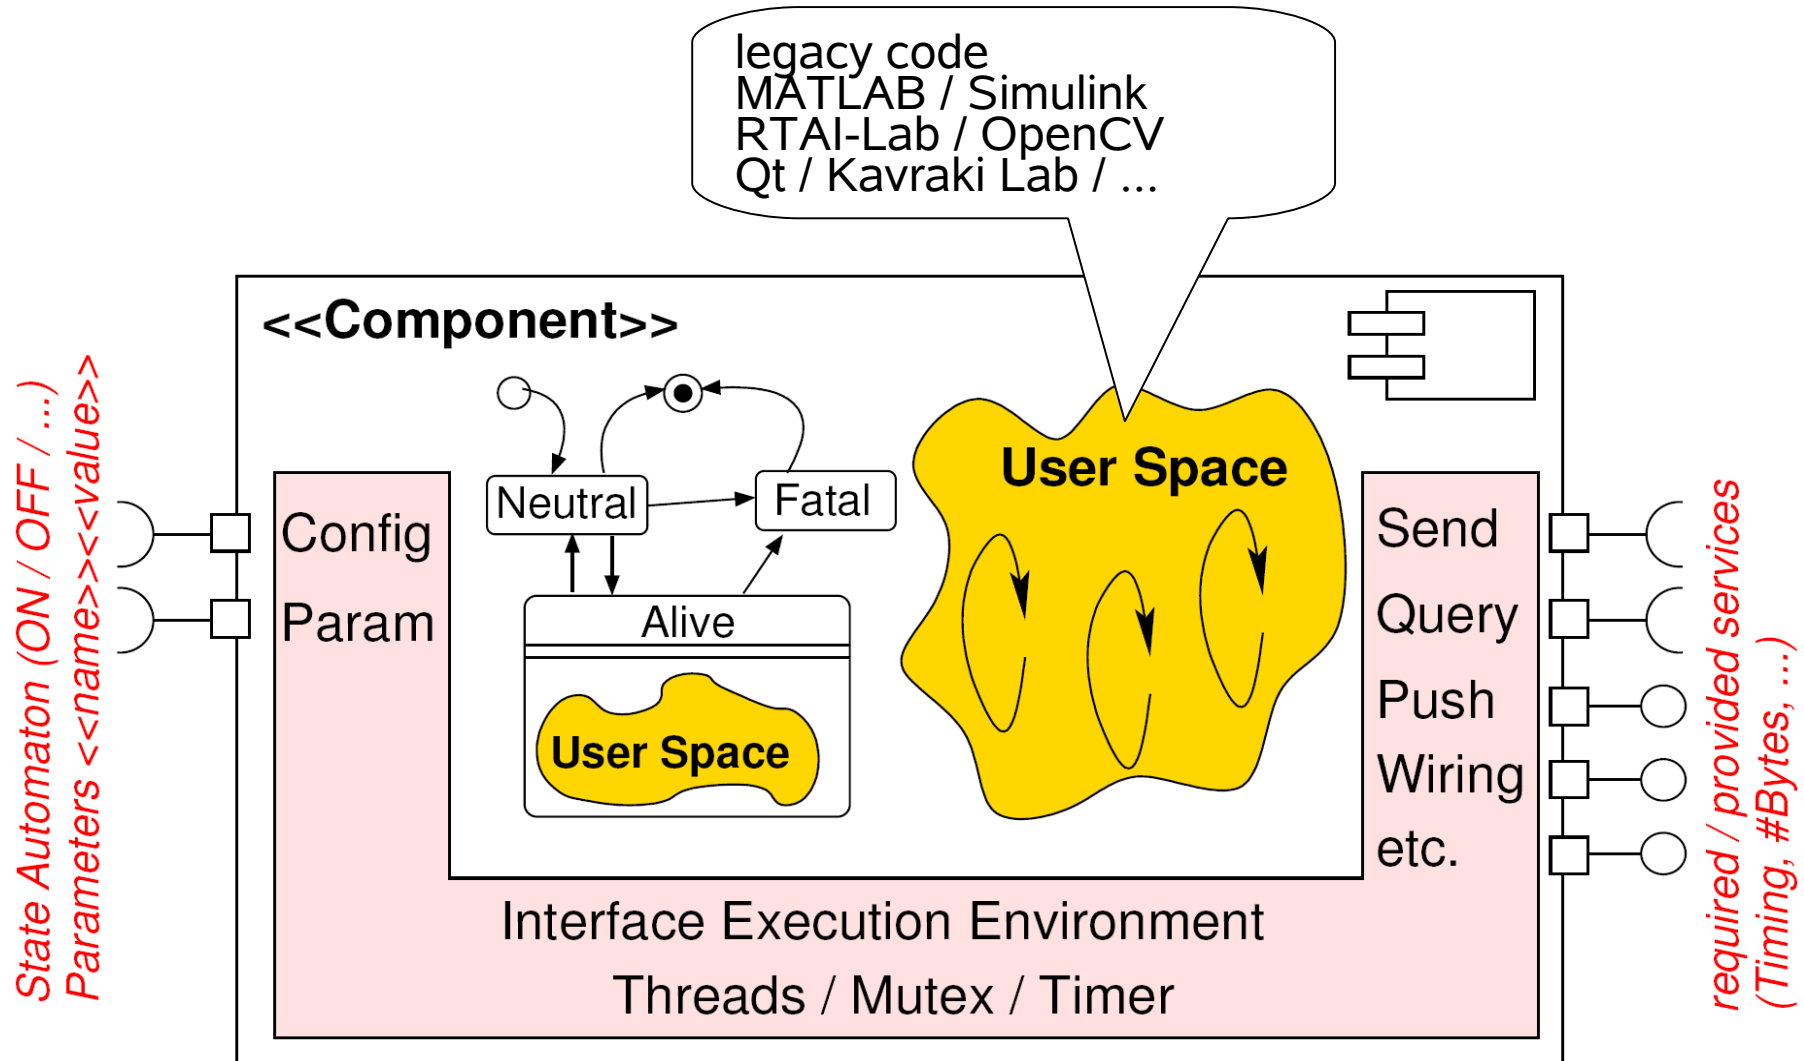 legacy code
MATLAB / Simulink
RTAI-Lab / OpenCV
Qt / Kavraki Lab / ...
<<Component>>
State Automaton (ON / OFF / ...)
Parameters <<name>><<value>>
Config
Param
Neutral
Fatal
Alive
User Space
User Space
Send
Query
Push
Wiring
etc.
required / provided services
(Timing, #Bytes, ...)
Interface Execution Environment
Threads / Mutex / Timer